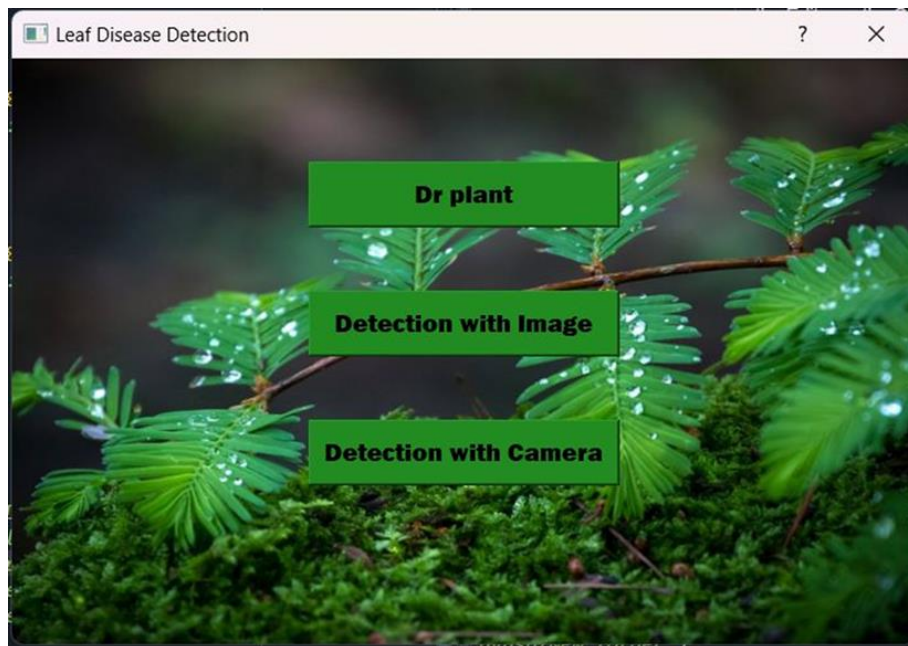 Leaf Disease Detection
Dr plant
Detection with Image
Detection with Camera